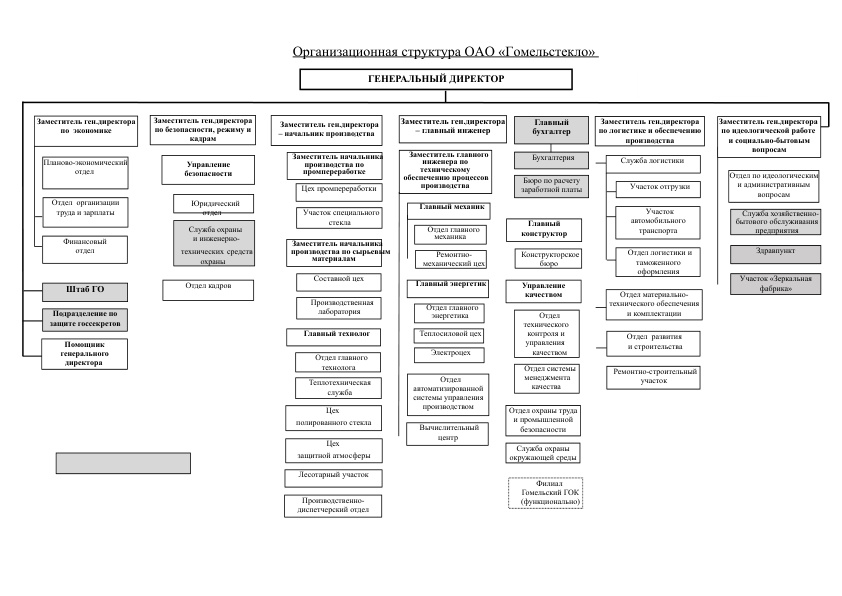 Организационная структура ОАО «Гомельстекло»
ГЕНЕРАЛЬНЫЙ ДИРЕКТОР
Заместитель ген.директора
по экономике
Планово-экономический
отдел
Отдел организации
труда и зарплаты
Финансовый
отдел
Штаб ГО
Подразделение по
защите госсекретов
Помощник
генерального
директора
Заместитель ген.директора
по безопасности, режиму и
кадрам
Управление
безопасности
Юридический
отдел
Служба охраны
и инженерно-
технических средств
охраны
Отдел кадров
Заместитель ген.директора
– начальник производства
Заместитель начальника
производства по
промпереработке
Цех промпереработки
Участок специального
стекла
Заместитель начальника
производства по сырьевым
материалам
Составной цех
Производственная
лаборатория
Главный технолог
Отдел главного
технолога
Теплотехническая
служба
Цех
полированного стекла
Цех
защитной атмосферы
Лесотарный участок
Производственно-
диспетчерский отдел
Заместитель ген.директора
– главный инженер
Заместитель главного
инженера по
техническому
обеспечению процессов
производства
Главный механик
Отдел главного
механика
Ремонтно-
механический цех
Главный энергетик
Отдел главного
энергетика
Теплосиловой цех
Электроцех
Отдел
автоматизированной
системы управления
производством
Вычислительный
центр
Главный
бухгалтер
Бухгалтерия
Бюро по расчету
заработной платы
Главный
конструктор
Конструкторское
бюро
Управление
качеством
Отдел
технического
контроля и
управления
качеством
Отдел системы
менеджмента
качества
Отдел охраны труда
и промышленной
безопасности
Служба охраны
окружающей среды
Филиал
Гомельский ГОК
(функционально)
Заместитель ген.директора
по логистике и обеспечению
производства
Служба логистики
Участок отгрузки
Участок
автомобильного
транспорта
Отдел логистики и
таможенного
оформления
Отдел материально-
технического обеспечения
и комплектации
Отдел развития
и строительства
Ремонтно-строительный
участок
Заместитель ген.директора
по идеологической работе
и социально-бытовым
вопросам
Отдел по идеологическим
и административным
вопросам
Служба хозяйственно-
бытового обслуживания
предприятия
Здравпункт
Участок «Зеркальная
фабрика»